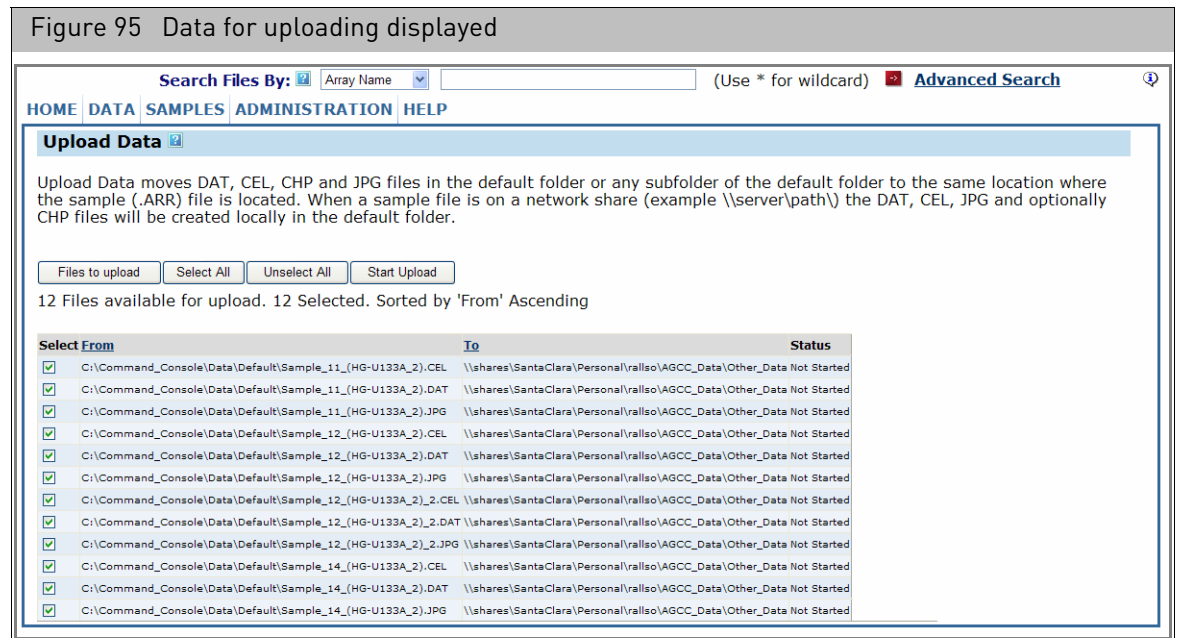 Figure 95 Data for uploading displayed
Search Files By: ? Array Name (Use * for wildcard) Advanced Search
HOME DATA SAMPLES ADMINISTRATION HELP
Upload Data ?
Upload Data moves DAT, CEL, CHP and JPG files in the default folder or any subfolder of the default folder to the same location where
the sample (.ARR) file is located. When a sample file is on a network share (example \\server\path\) the DAT, CEL, JPG and optionally
CHP files will be created locally in the default folder.
Files to upload Select All Unselect All Start Upload
12 Files available for upload. 12 Selected. Sorted by 'From' Ascending
Select From To Status
C:\Command_Console\Data\Default\Sample_11_(HG-U133A_2).CEL \\shares\SantaClara\Personal\rallso\AGCC_Data\Other_Data Not Started
C:\Command_Console\Data\Default\Sample_11_(HG-U133A_2).DAT \\shares\SantaClara\Personal\rallso\AGCC_Data\Other_Data Not Started
C:\Command_Console\Data\Default\Sample_11_(HG-U133A_2).JPG \\shares\SantaClara\Personal\rallso\AGCC_Data\Other_Data Not Started
C:\Command_Console\Data\Default\Sample_12_(HG-U133A_2).CEL \\shares\SantaClara\Personal\rallso\AGCC_Data\Other_Data Not Started
C:\Command_Console\Data\Default\Sample_12_(HG-U133A_2).DAT \\shares\SantaClara\Personal\rallso\AGCC_Data\Other_Data Not Started
C:\Command_Console\Data\Default\Sample_12_(HG-U133A_2).JPG \\shares\SantaClara\Personal\rallso\AGCC_Data\Other_Data Not Started
C:\Command_Console\Data\Default\Sample_12_(HG-U133A_2)_2.CEL \\shares\SantaClara\Personal\rallso\AGCC_Data\Other_Data Not Started
C:\Command_Console\Data\Default\Sample_12_(HG-U133A_2)_2.DAT \\shares\SantaClara\Personal\rallso\AGCC_Data\Other_Data Not Started
C:\Command_Console\Data\Default\Sample_12_(HG-U133A_2)_2.JPG \\shares\SantaClara\Personal\rallso\AGCC_Data\Other_Data Not Started
C:\Command_Console\Data\Default\Sample_14_(HG-U133A_2).CEL \\shares\SantaClara\Personal\rallso\AGCC_Data\Other_Data Not Started
C:\Command_Console\Data\Default\Sample_14_(HG-U133A_2).DAT \\shares\SantaClara\Personal\rallso\AGCC_Data\Other_Data Not Started
C:\Command_Console\Data\Default\Sample_14_(HG-U133A_2).JPG \\shares\SantaClara\Personal\rallso\AGCC_Data\Other_Data Not Started